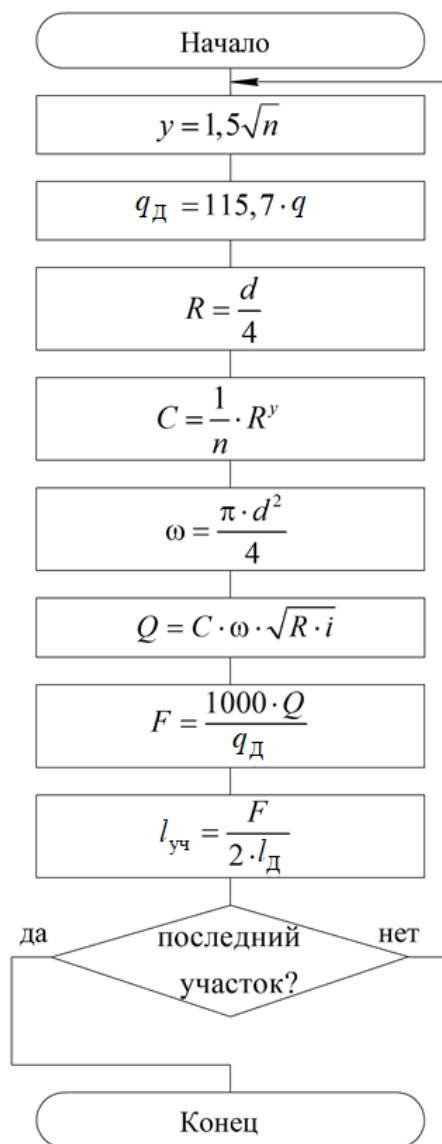 Начало
y = 1,5√n
q_Д = 115,7 · q
R = d/4
C = 1/n · R^y
ω = π · d²/4
Q = C · ω · √(R · i)
F = 1000 · Q/q_Д
l_уч = F/(2 · l_Д)
да последний нет
участок?
Конец